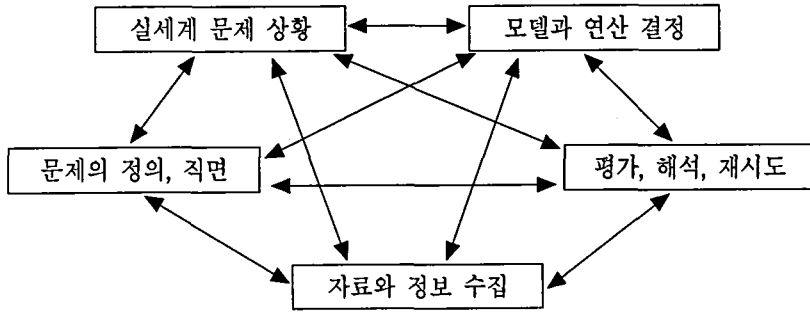 실세계 문제 상황
모델과 연산 결정
문제의 정의, 직면
평가, 해석, 재시도
자료와 정보 수집